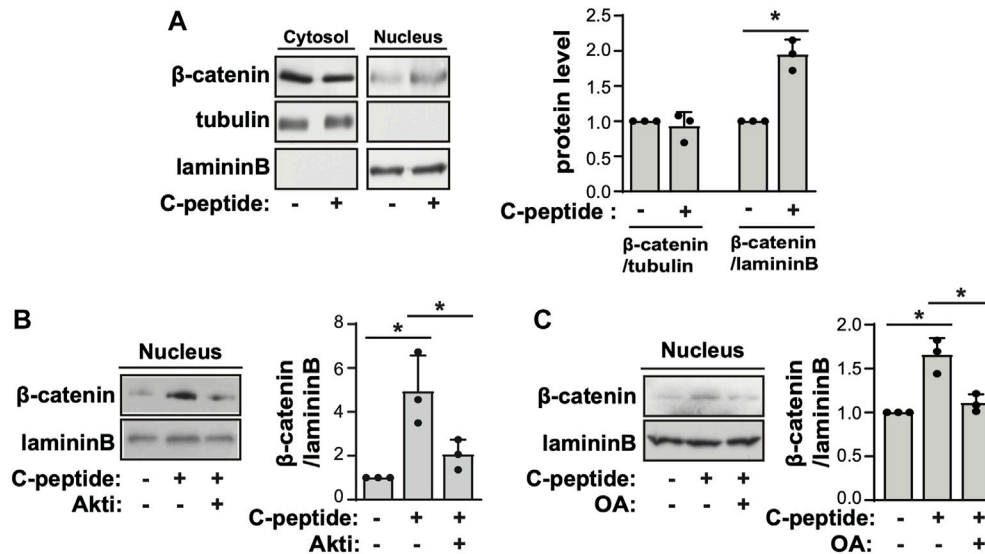 A
Cytosol Nucleus
β-catenin
tubulin
lamininB
C-peptide: - + - +
protein level
2.5
2.0
1.5
1.0
0.5
0.0
*
C-peptide : - + - +
β-catenin
/tubulin
β-catenin
/lamininB
B
Nucleus
β-catenin
lamininB
C-peptide: - + +
Akti: - +
β-catenin
/lamininB
8
6
4
2
0
*
*
C-peptide: - + +
Akti: - +
C
Nucleus
β-catenin
lamininB
C-peptide: - + +
OA: - +
β-catenin
/lamininB
2.0
1.5
1.0
0.5
0.0
*
*
C-peptide: - + +
OA: - +